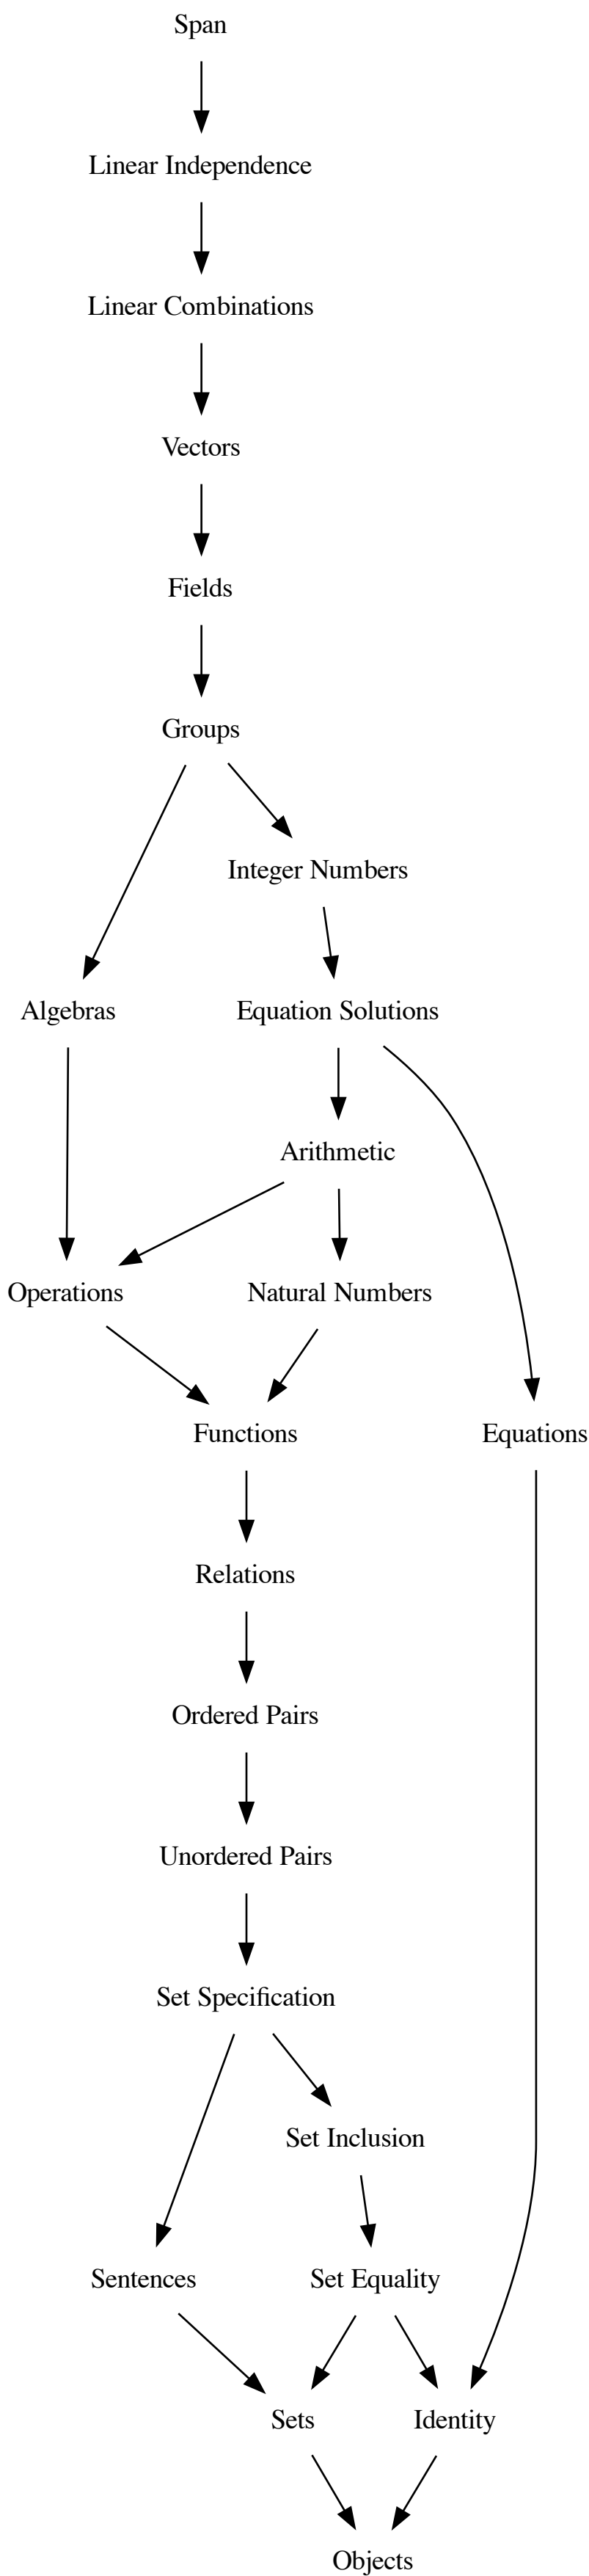 Span
Linear Independence
Linear Combinations
Vectors
Fields
Groups
Integer Numbers
Algebras
Equation Solutions
Arithmetic
Operations
Natural Numbers
Functions
Equations
Relations
Ordered Pairs
Unordered Pairs
Set Specification
Set Inclusion
Sentences
Set Equality
Sets
Identity
Objects